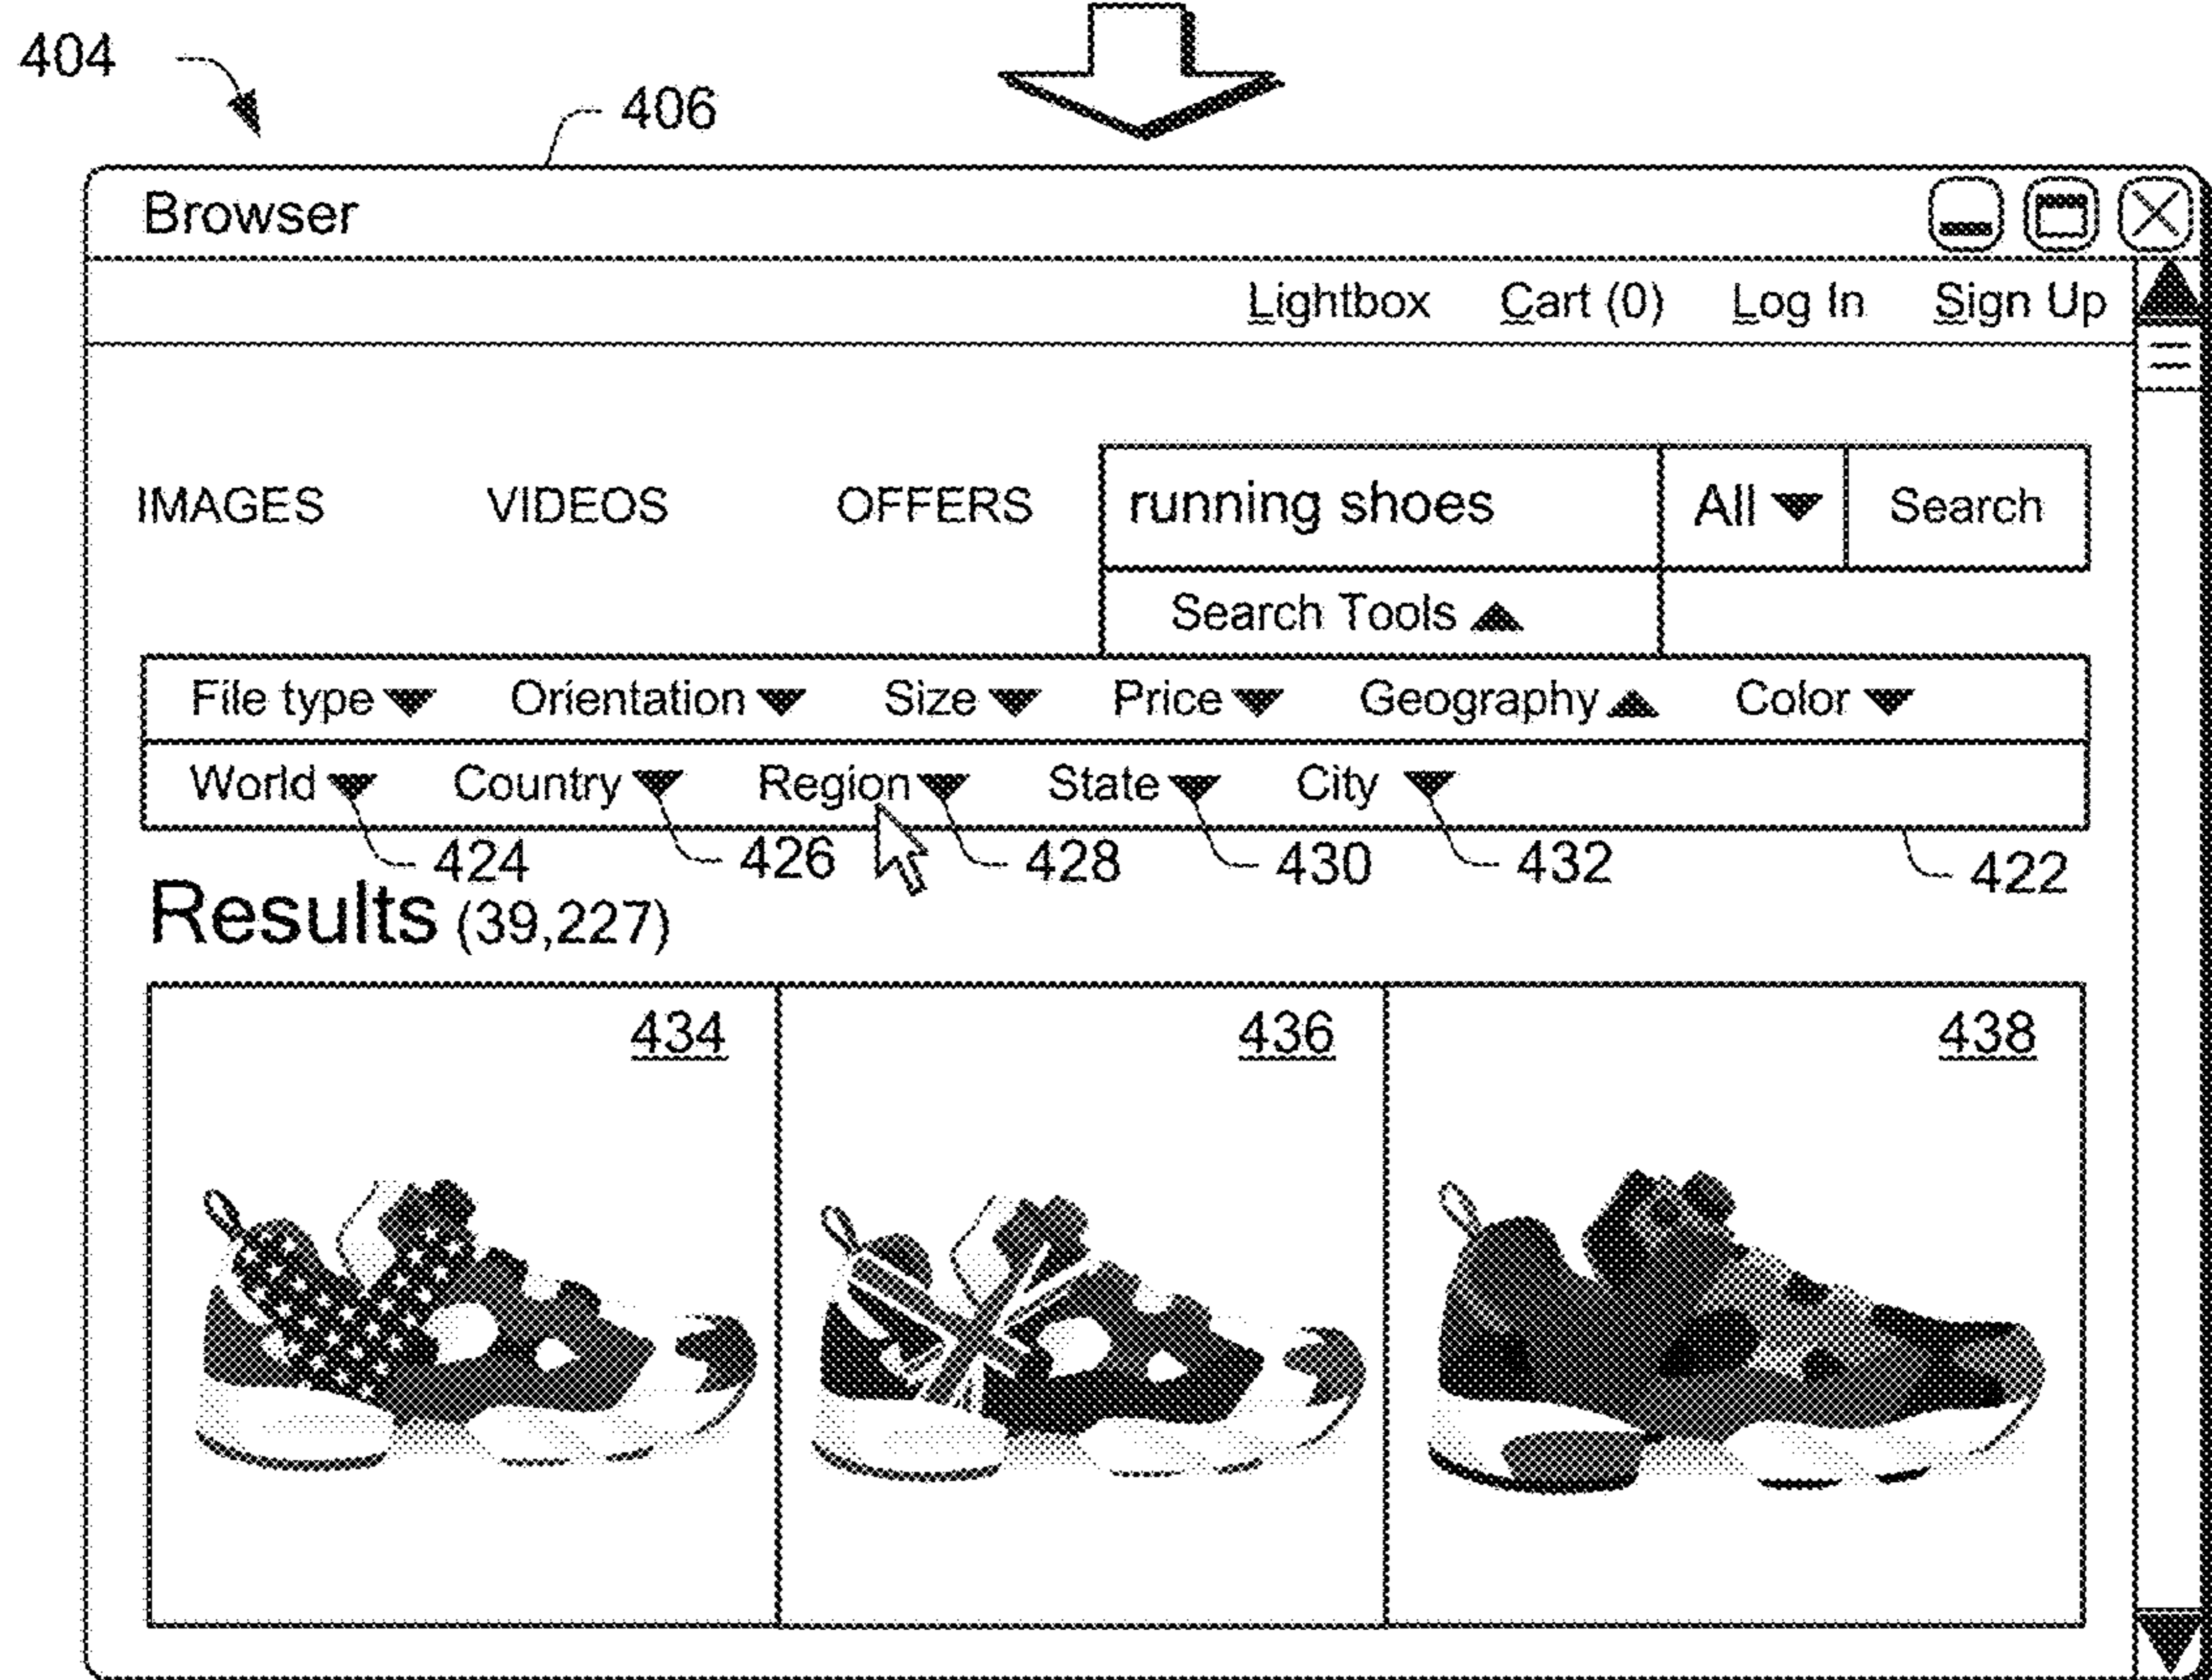 404
406
Browser
Lightbox Cart (0) Log In Sign Up
IMAGES VIDEOS OFFERS running shoes All Search
Search Tools
File type Orientation Size Price Geography Color
World Country Region State City
424 426 428 430 432 422
Results (39,227)
434 436 438